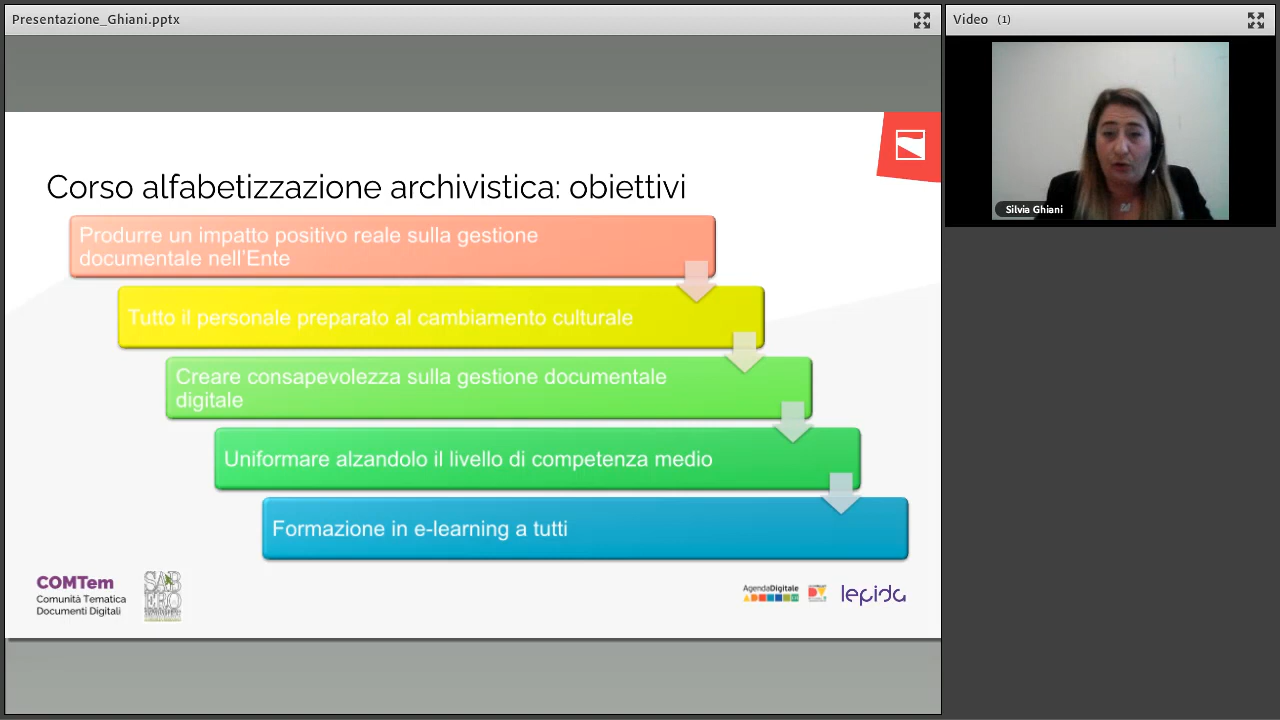 Presentazione_Ghiani.pptx
Video (1)
Silvia Ghiani
Corso alfabetizzazione archivistica: obiettivi
Produrre un impatto positivo reale sulla gestione
documentale nell'Ente
Tutto il personale preparato al cambiamento culturale
Creare consapevolezza sulla gestione documentale
digitale
Uniformare alzandolo il livello di competenza medio
Formazione in e-learning a tutti
COMTem
Comunità Tematica
Documenti Digitali
AgendaDigitale
lepida